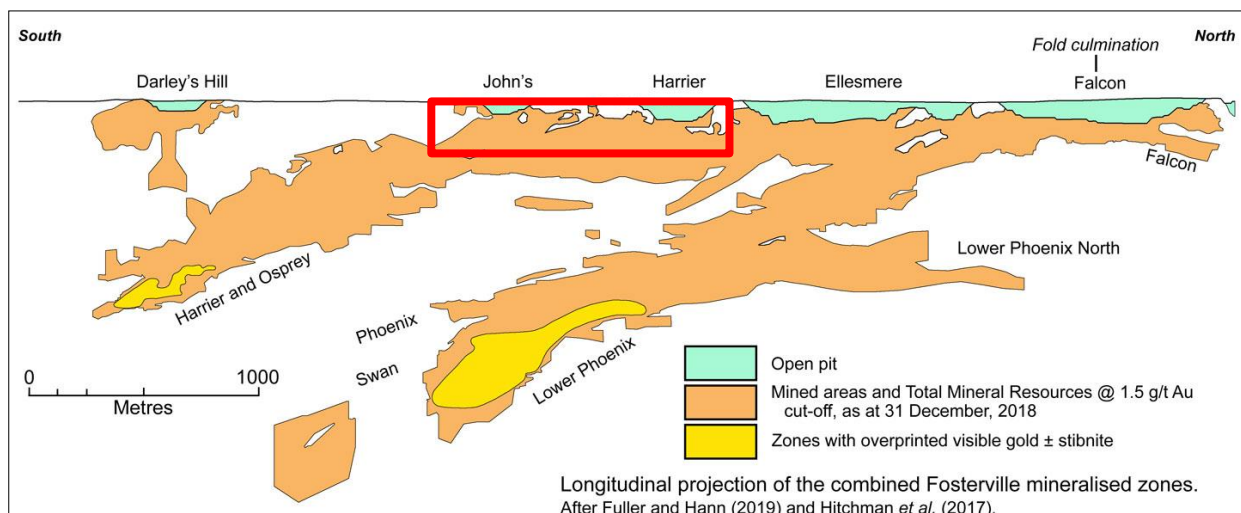 South
North
Fold culmination
Darley's Hill
John's
Harrier
Ellesmere
Falcon
Falcon
Lower Phoenix North
Harrier and Osprey
Phoenix
Swan
Lower Phoenix
0
1000
Metres
Open pit
Mined areas and Total Mineral Resources @ 1.5 g/t Au
cut-off, as at 31 December, 2018
Zones with overprinted visible gold ± stibnite
Longitudinal projection of the combined Fosterville mineralised zones.
After Fuller and Hann (2019) and Hitchman et al. (2017).